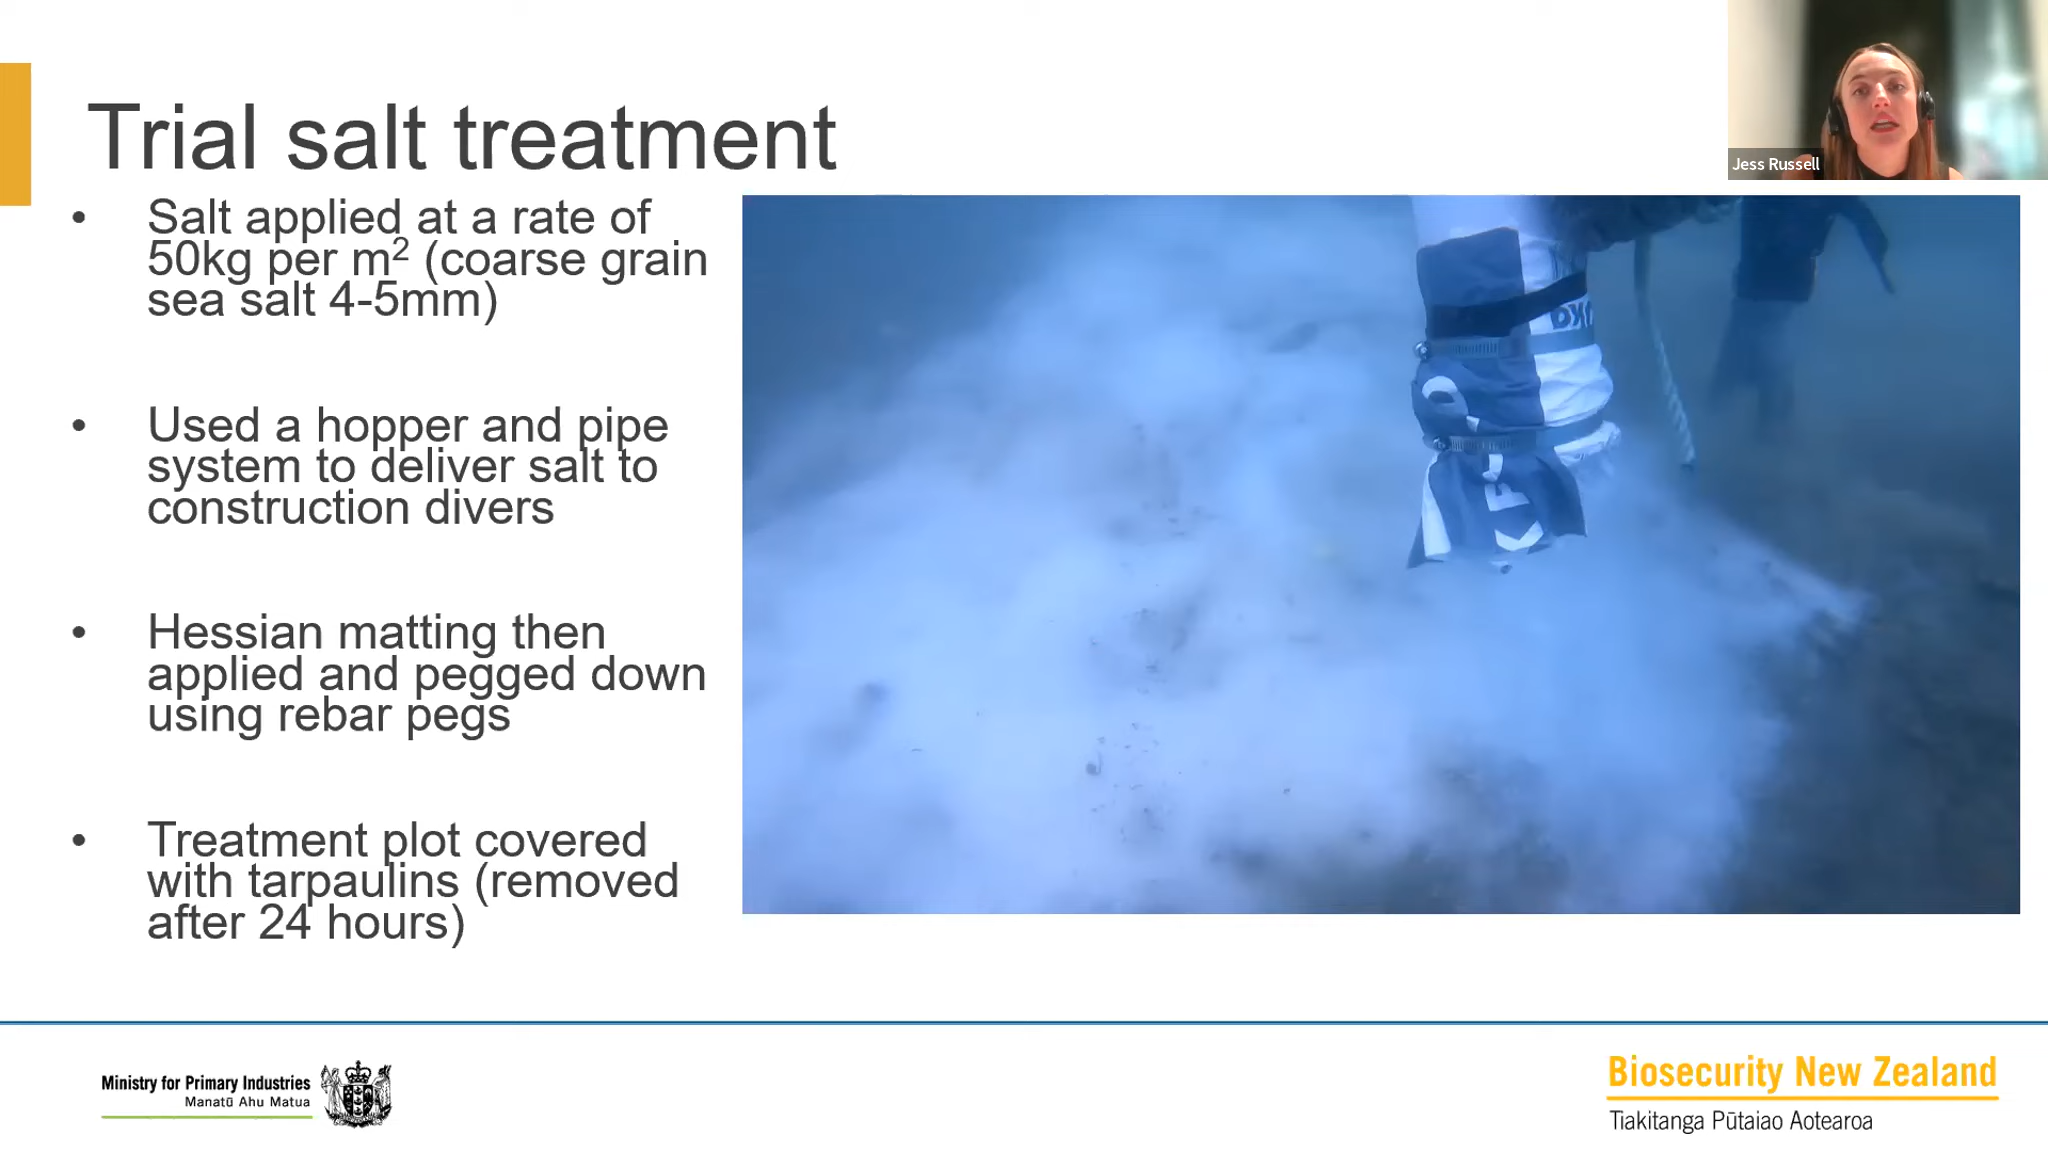 Trial salt treatment
Jess Russell
• Salt applied at a rate of
50kg per m² (coarse grain
sea salt 4-5mm)
• Used a hopper and pipe
system to deliver salt to
construction divers
• Hessian matting then
applied and pegged down
using rebar pegs
• Treatment plot covered
with tarpaulins (removed
after 24 hours)
Ministry for Primary Industries
Manatū Ahu Matua
Biosecurity New Zealand
Tiakitanga Pūtaiao Aotearoa